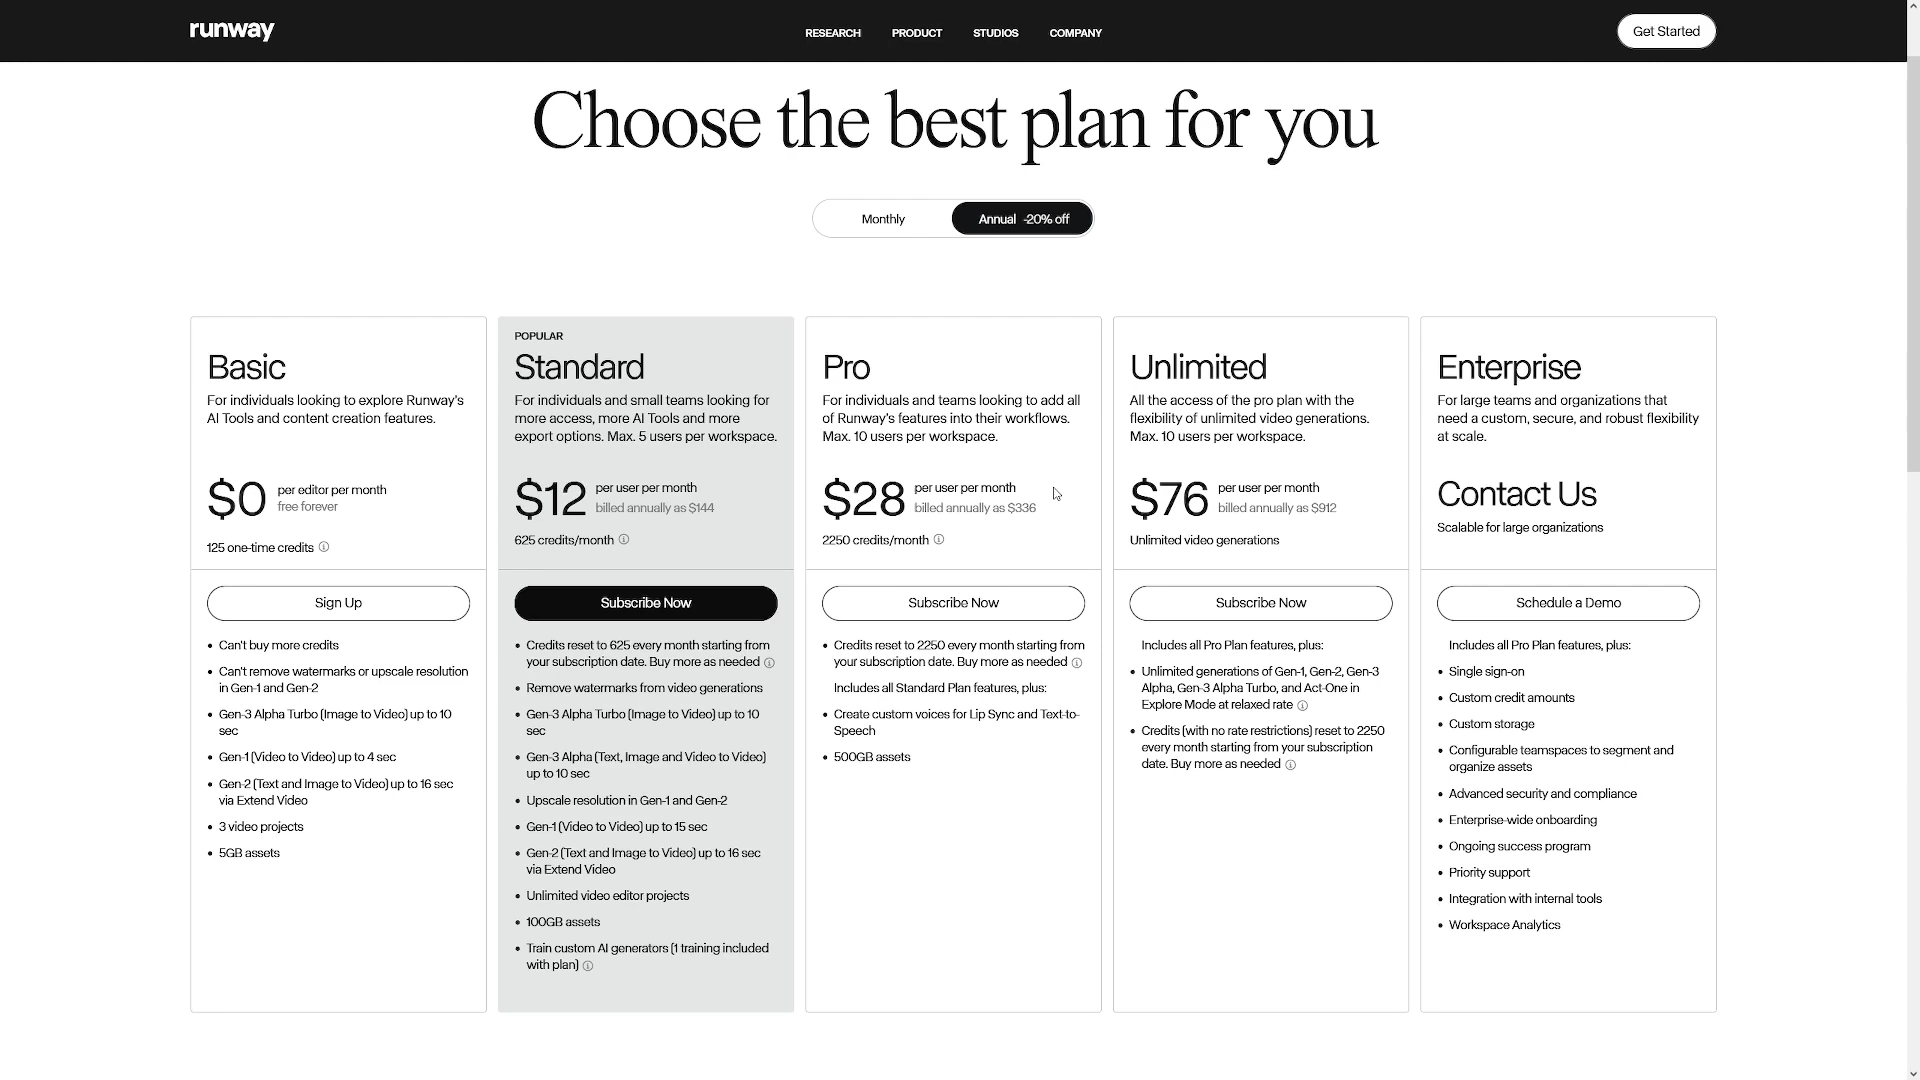 runway
RESEARCH
PRODUCT
STUDIOS
COMPANY
Get Started
Choose the best plan for you
Monthly
Annual -20% off
Basic
For individuals looking to explore Runway's
AI Tools and content creation features.
$0
per editor per month
free forever
125 one-time credits
Sign Up
• Can't buy more credits
• Can't remove watermarks or upscale resolution
in Gen-1 and Gen-2
• Gen-3 Alpha Turbo (Image to Video) up to 10
sec
• Gen-1 (Video to Video) up to 4 sec
• Gen-2 (Text and Image to Video) up to 16 sec
via Extend Video
• 3 video projects
• 5GB assets
POPULAR
Standard
For individuals and small teams looking for
more access, more AI Tools and more
export options. Max. 5 users per workspace.
$12
per user per month
billed annually as $144
625 credits/month
Subscribe Now
• Credits reset to 625 every month starting from
your subscription date. Buy more as needed
• Remove watermarks from video generations
• Gen-3 Alpha Turbo (Image to Video) up to 10
sec
• Gen-3 Alpha (Text, Image and Video to Video)
up to 10 sec
• Upscale resolution in Gen-1 and Gen-2
• Gen-1 (Video to Video) up to 15 sec
• Gen-2 (Text and Image to Video) up to 16 sec
via Extend Video
• Unlimited video editor projects
• 100GB assets
• Train custom AI generators (1 training included
with plan)
Pro
For individuals and teams looking to add all
of Runway's features into their workflows.
Max. 10 users per workspace.
$28
per user per month
billed annually as $336
2250 credits/month
Subscribe Now
• Credits reset to 2250 every month starting from
your subscription date. Buy more as needed
Includes all Standard Plan features, plus:
• Create custom voices for Lip Sync and Text-to-
Speech
• 500GB assets
Unlimited
All the access of the pro plan with the
flexibility of unlimited video generations.
Max. 10 users per workspace.
$76
per user per month
billed annually as $912
Unlimited video generations
Subscribe Now
Includes all Pro Plan features, plus:
• Unlimited generations of Gen-1, Gen-2, Gen-3
Alpha, Gen-3 Alpha Turbo, and Act-One in
Explore Mode at relaxed rate
• Credits (with no rate restrictions) reset to 2250
every month starting from your subscription
date. Buy more as needed
Enterprise
For large teams and organizations that
need a custom, secure, and robust flexibility
at scale.
Contact Us
Scalable for large organizations
Schedule a Demo
Includes all Pro Plan features, plus:
• Single sign-on
• Custom credit amounts
• Custom storage
• Configurable teamspaces to segment and
organize assets
• Advanced security and compliance
• Enterprise-wide onboarding
• Ongoing success program
• Priority support
• Integration with internal tools
• Workspace Analytics